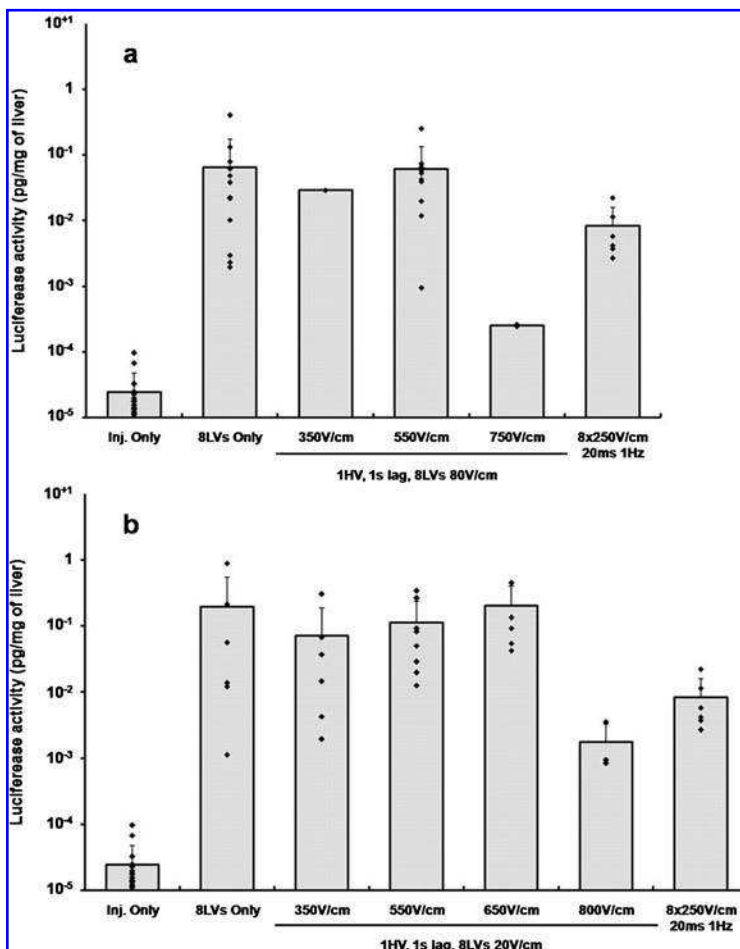 a
Luciferease activity (pg/mg of liver)
10+1
1
10-1
10-2
10-3
10-4
10-5
Inj. Only 8LVs Only 350V/cm 550V/cm 750V/cm 8x250V/cm
20ms 1Hz
1HV, 1s lag, 8LVs 80V/cm
b
Luciferease activity (pg/mg of liver)
10+1
1
10-1
10-2
10-3
10-4
10-5
Inj. Only 8LVs Only 350V/cm 550V/cm 650V/cm 800V/cm 8x250V/cm
20ms 1Hz
1HV, 1s lag, 8LVs 20V/cm